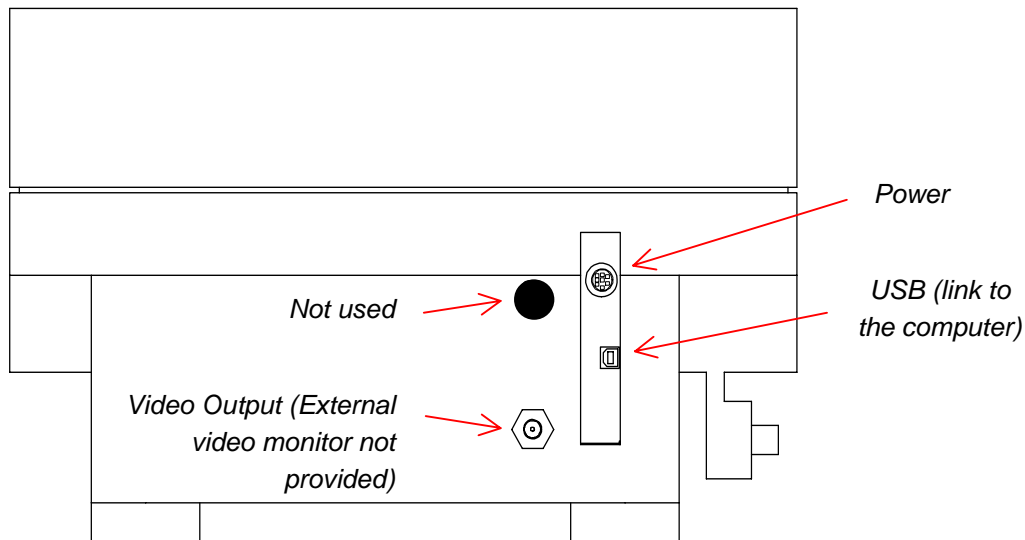 Power
USB (link to
the computer)
Not used
Video Output (External
video monitor not
provided)